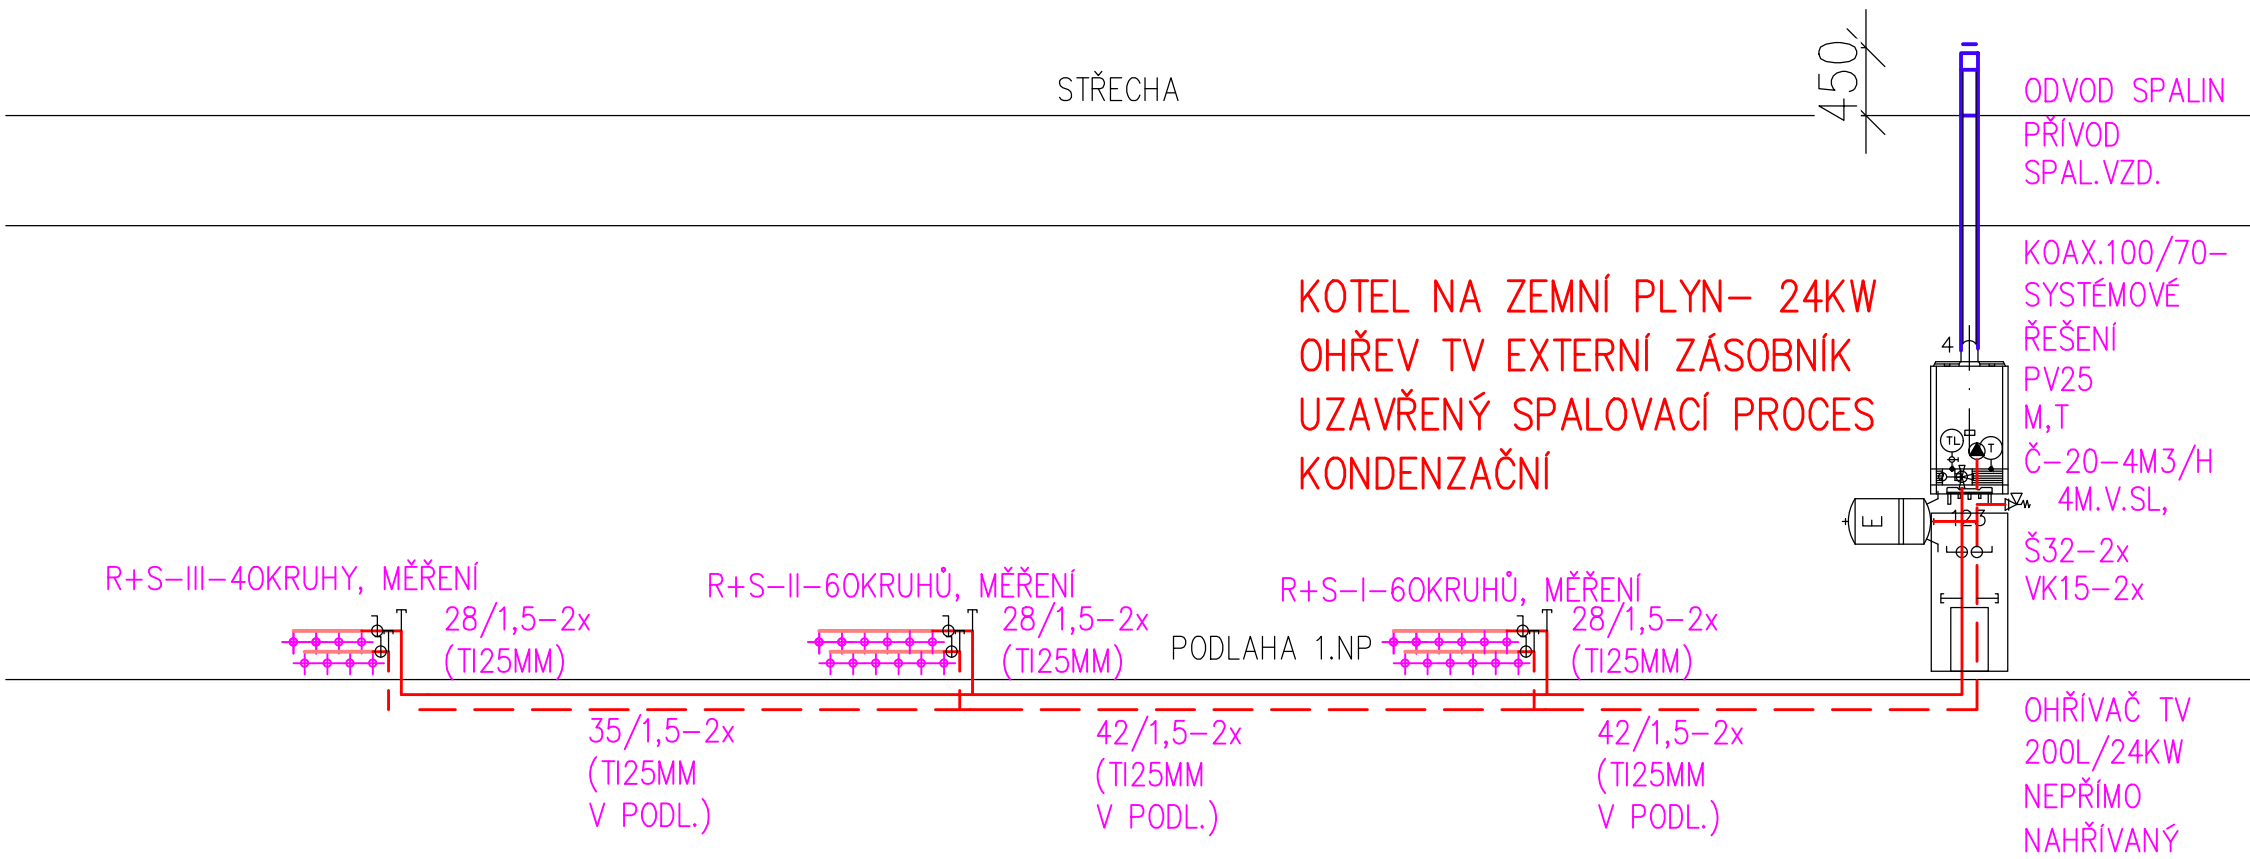 STŘECHA
450
ODVOD SPALIN
PŘÍVOD
SPAL.VZD.
KOAX.100/70-
SYSTÉMOVÉ
ŘEŠENÍ
PV25
M,T
Č-20-4M3/H
4M.V.SL,
Š32-2x
VK15-2x
KOTEL NA ZEMNÍ PLYN- 24KW
OHŘEV TV EXTERNÍ ZÁSOBNÍK
UZAVŘENÝ SPALOVACÍ PROCES
KONDENZAČNÍ
4
TL
T
E
123
R+S-III-4OKRUHY, MĚŘENÍ
28/1,5-2x
(TI25MM)
R+S-II-6OKRUHŮ, MĚŘENÍ
28/1,5-2x
(TI25MM)
PODLAHA 1.NP
R+S-I-6OKRUHŮ, MĚŘENÍ
28/1,5-2x
(TI25MM)
35/1,5-2x
(TI25MM
V PODL.)
42/1,5-2x
(TI25MM
V PODL.)
42/1,5-2x
(TI25MM
V PODL.)
OHŘÍVAČ TV
200L/24KW
NEPŘÍMO
NAHŘÍVANÝ